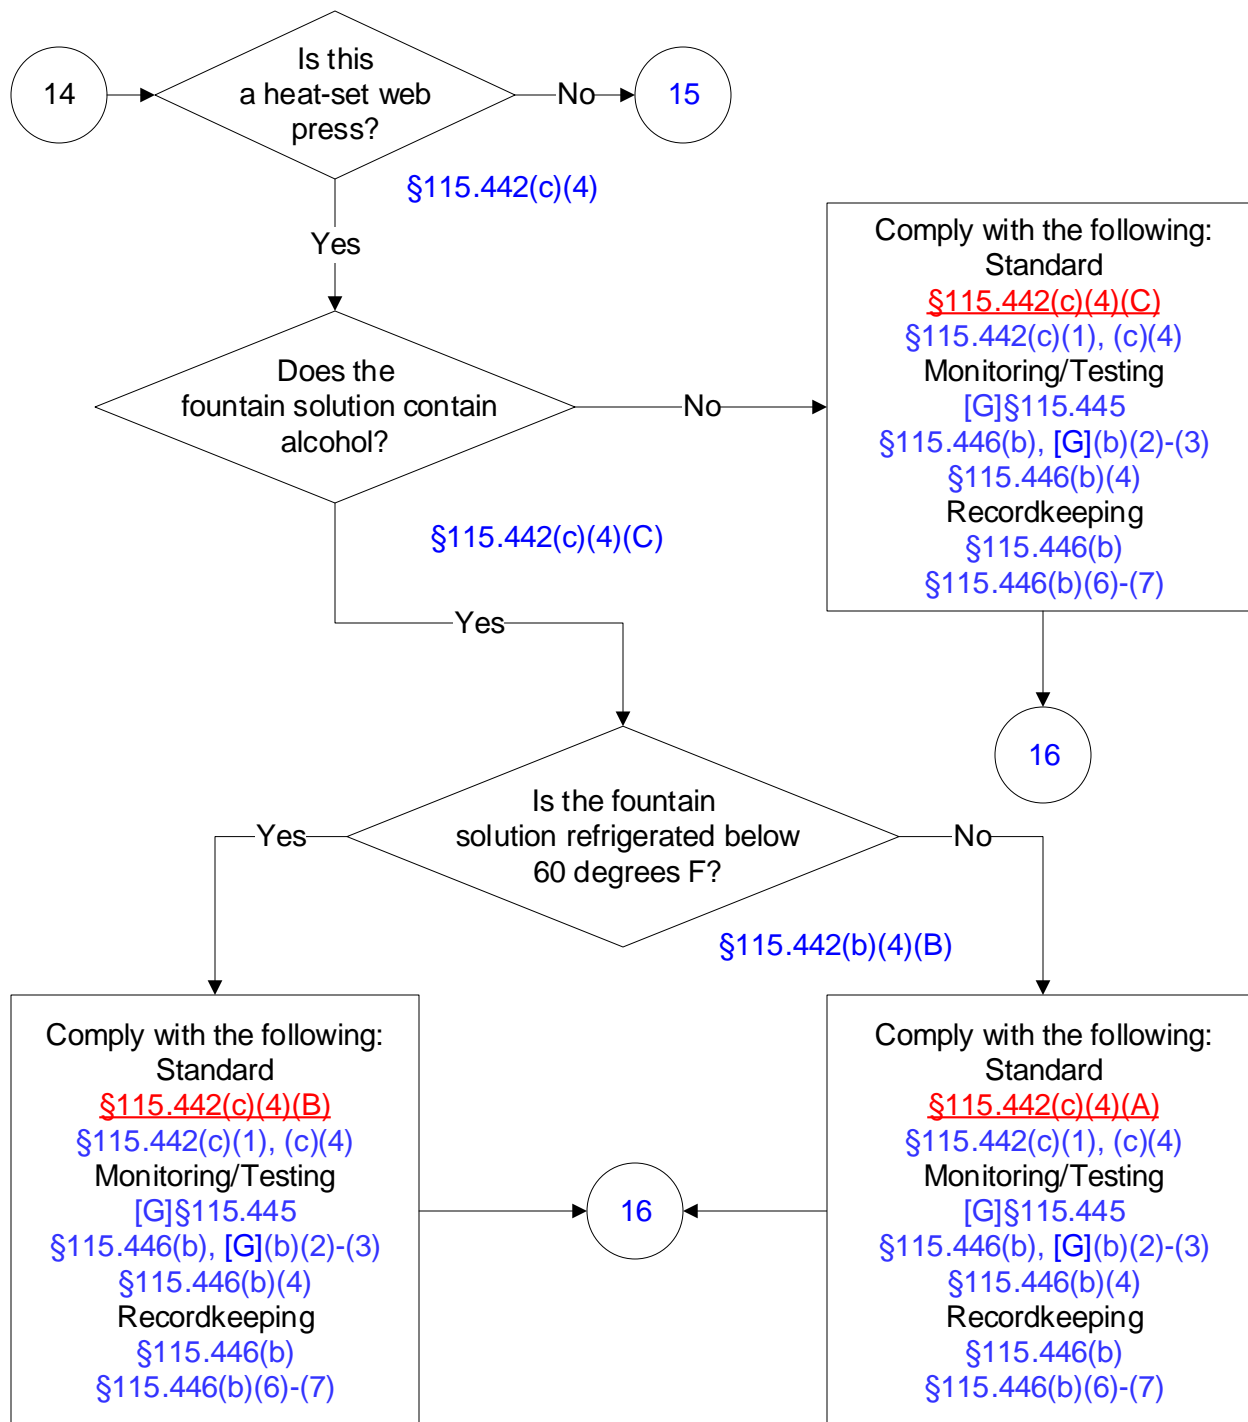 14
Is this
a heat-set web
press?
No
15
§115.442(c)(4)
Yes
Does the
fountain solution contain
alcohol?
No
§115.442(c)(4)(C)
Comply with the following:
Standard
§115.442(c)(4)(C)
§115.442(c)(1), (c)(4)
Monitoring/Testing
[G]§115.445
§115.446(b), [G](b)(2)-(3)
§115.446(b)(4)
Recordkeeping
§115.446(b)
§115.446(b)(6)-(7)
16
Yes
Is the fountain
solution refrigerated below
60 degrees F?
Yes
No
§115.442(b)(4)(B)
Comply with the following:
Standard
§115.442(c)(4)(B)
§115.442(c)(1), (c)(4)
Monitoring/Testing
[G]§115.445
§115.446(b), [G](b)(2)-(3)
§115.446(b)(4)
Recordkeeping
§115.446(b)
§115.446(b)(6)-(7)
16
Comply with the following:
Standard
§115.442(c)(4)(A)
§115.442(c)(1), (c)(4)
Monitoring/Testing
[G]§115.445
§115.446(b), [G](b)(2)-(3)
§115.446(b)(4)
Recordkeeping
§115.446(b)
§115.446(b)(6)-(7)